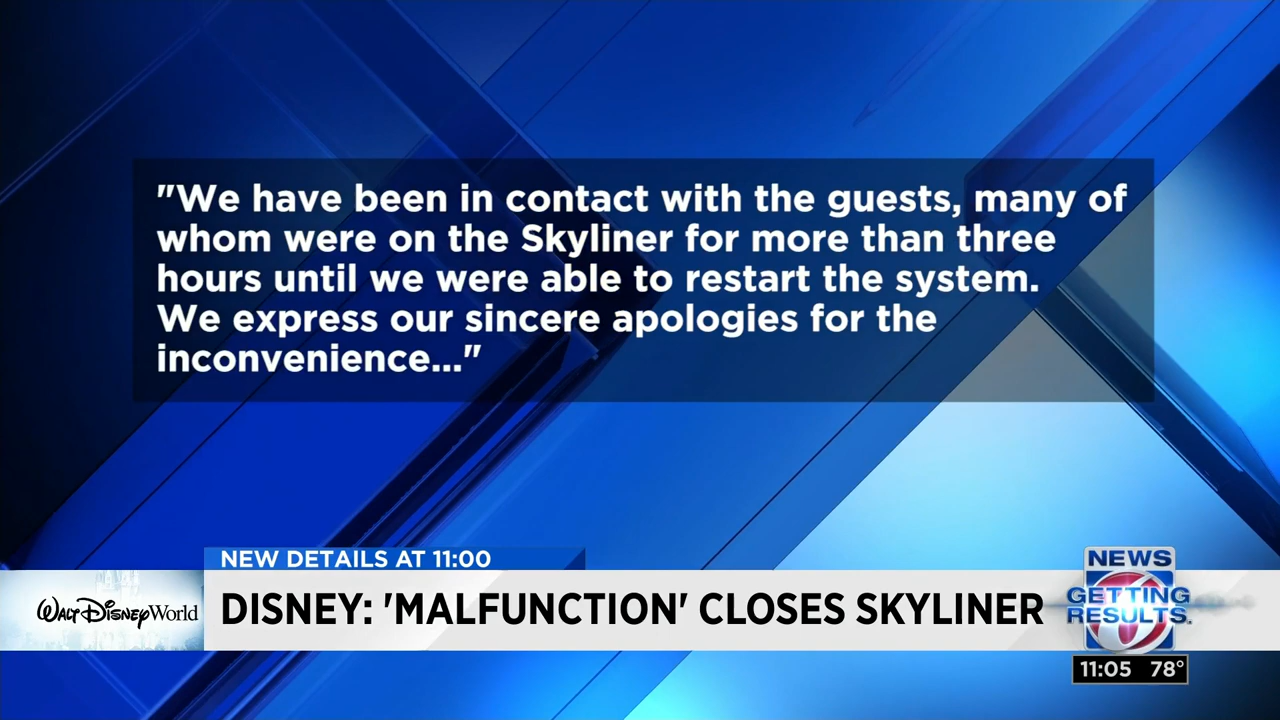 "We have been in contact with the guests, many of
whom were on the Skyliner for more than three
hours until we were able to restart the system.
We express our sincere apologies for the
inconvenience..."
NEW DETAILS AT 11:00
WALT DISNEY World
DISNEY: 'MALFUNCTION' CLOSES SKYLINER
NEWS
6
GETTING
RESULTS.
11:05 78°